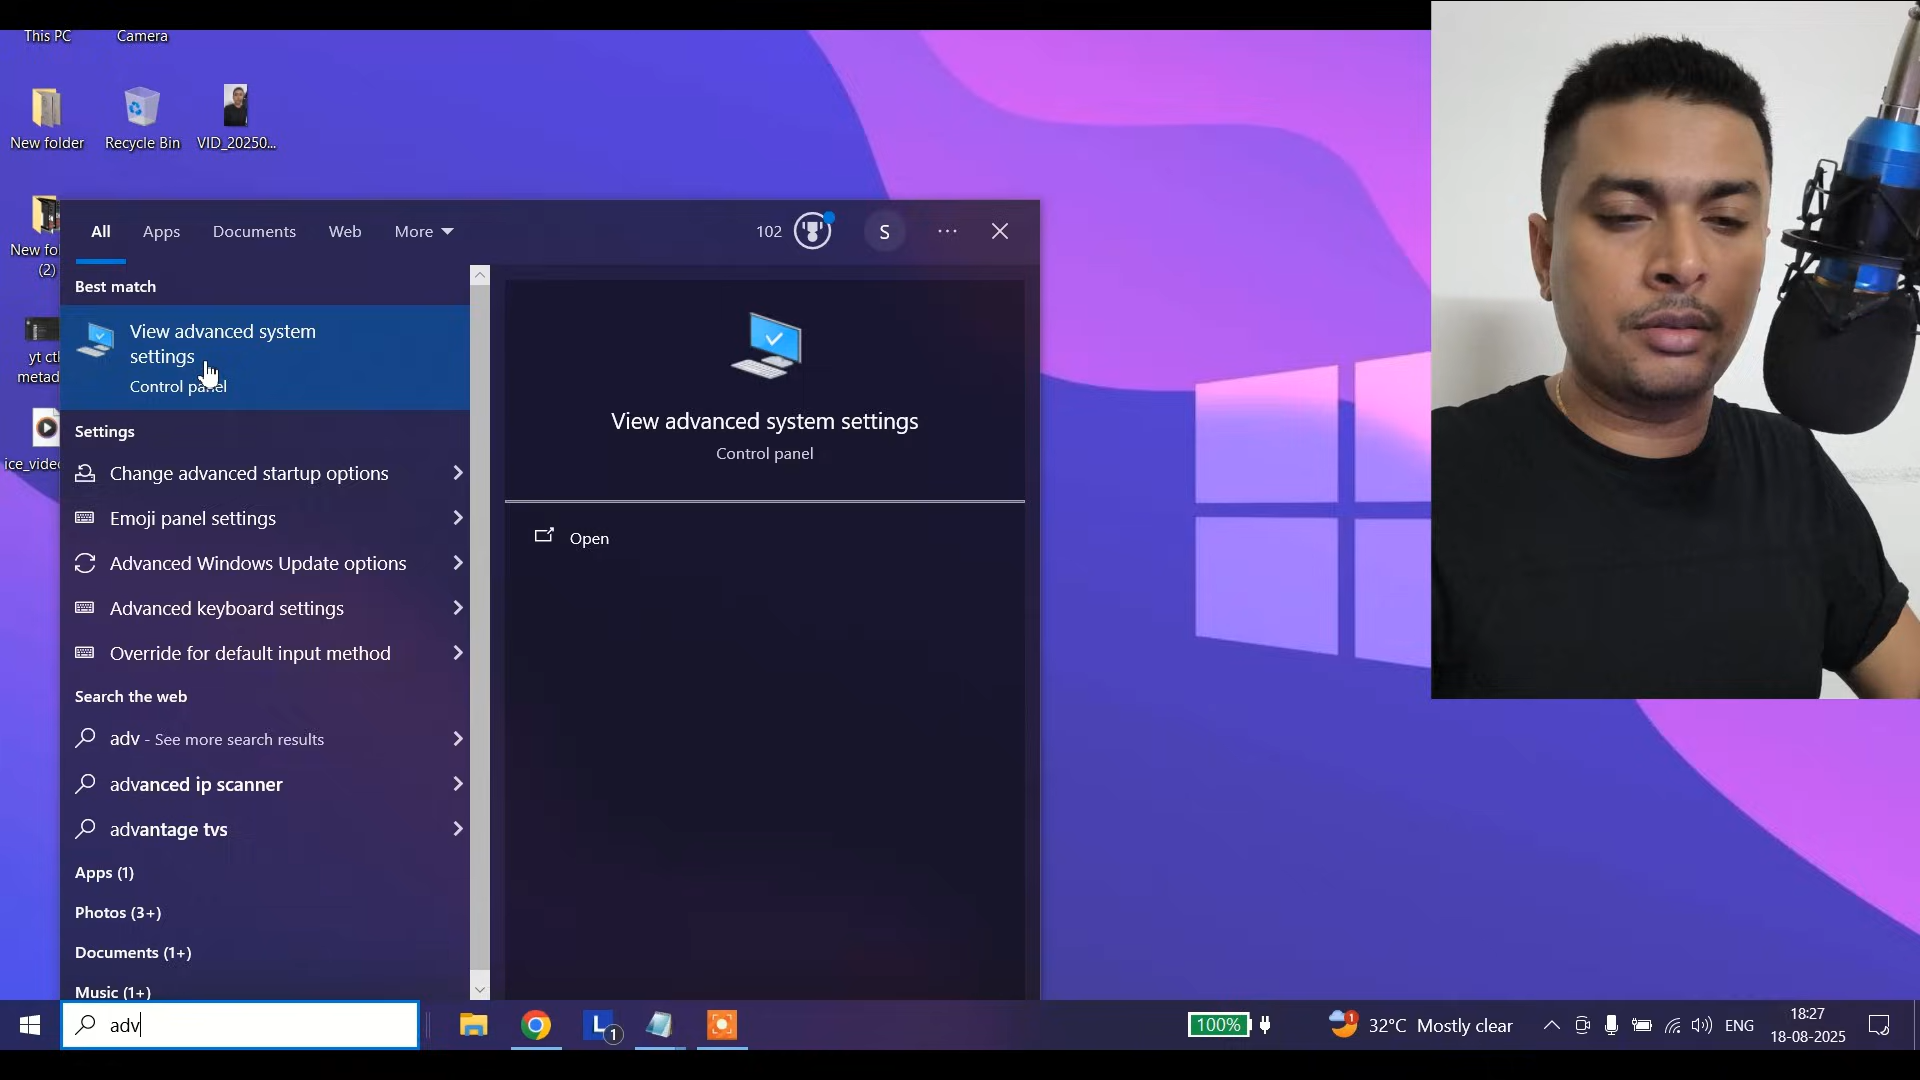 This PC
Camera
New folder
Recycle Bin
VID_20250...
New fo
(2)
yt ct
metad
ice_vide
All
Apps
Documents
Web
More
102
S
Best match
View advanced system
settings
Control panel
Settings
Change advanced startup options
Emoji panel settings
Advanced Windows Update options
Advanced keyboard settings
Override for default input method
Search the web
adv - See more search results
advanced ip scanner
advantage tvs
Apps (1)
Photos (3+)
Documents (1+)
Music (1+)
View advanced system settings
Control panel
Open
adv
L
1
100%
1
32°C Mostly clear
ENG
18:27
18-08-2025